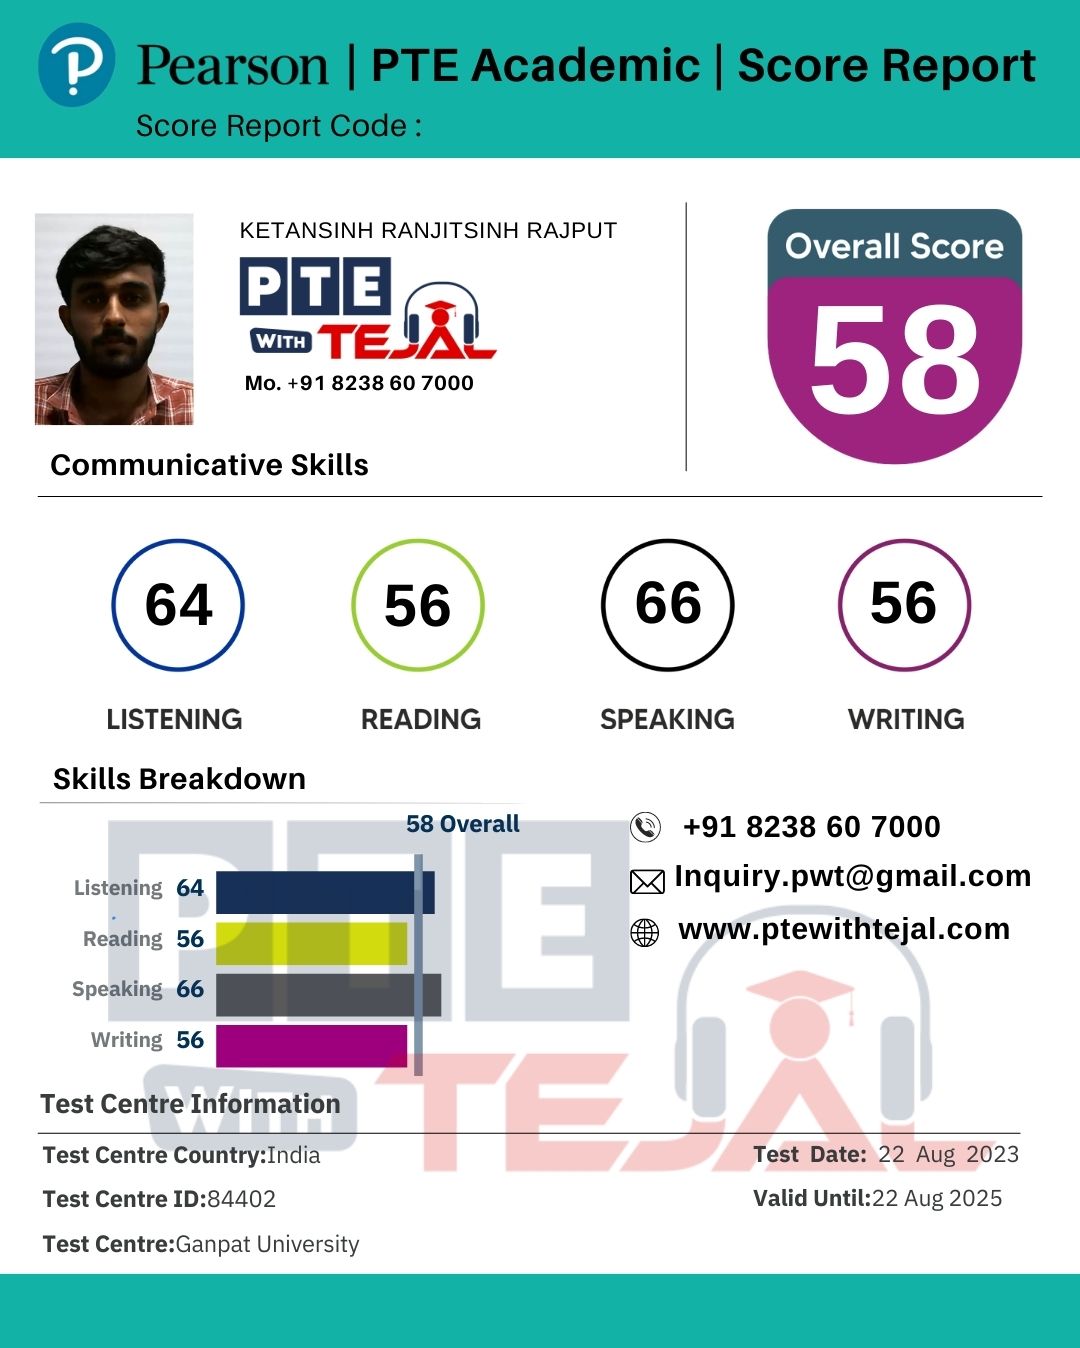 Pearson | PTE Academic | Score Report
Score Report Code :
KETANSINH RANJITSINH RAJPUT
PTE
WITH TEJAL
Mo. +91 8238 60 7000
Overall Score
58
Communicative Skills
64 56 66 56
LISTENING READING SPEAKING WRITING
Skills Breakdown
58 Overall
Listening 64
Reading 56
Speaking 66
Writing 56
+91 8238 60 7000
Inquiry.pwt@gmail.com
www.ptewithtejal.com
PTE
WITH TEJAL
Test Centre Information
Test Centre Country:India
Test Centre ID:84402
Test Centre:Ganpat University
Test Date: 22 Aug 2023
Valid Until:22 Aug 2025